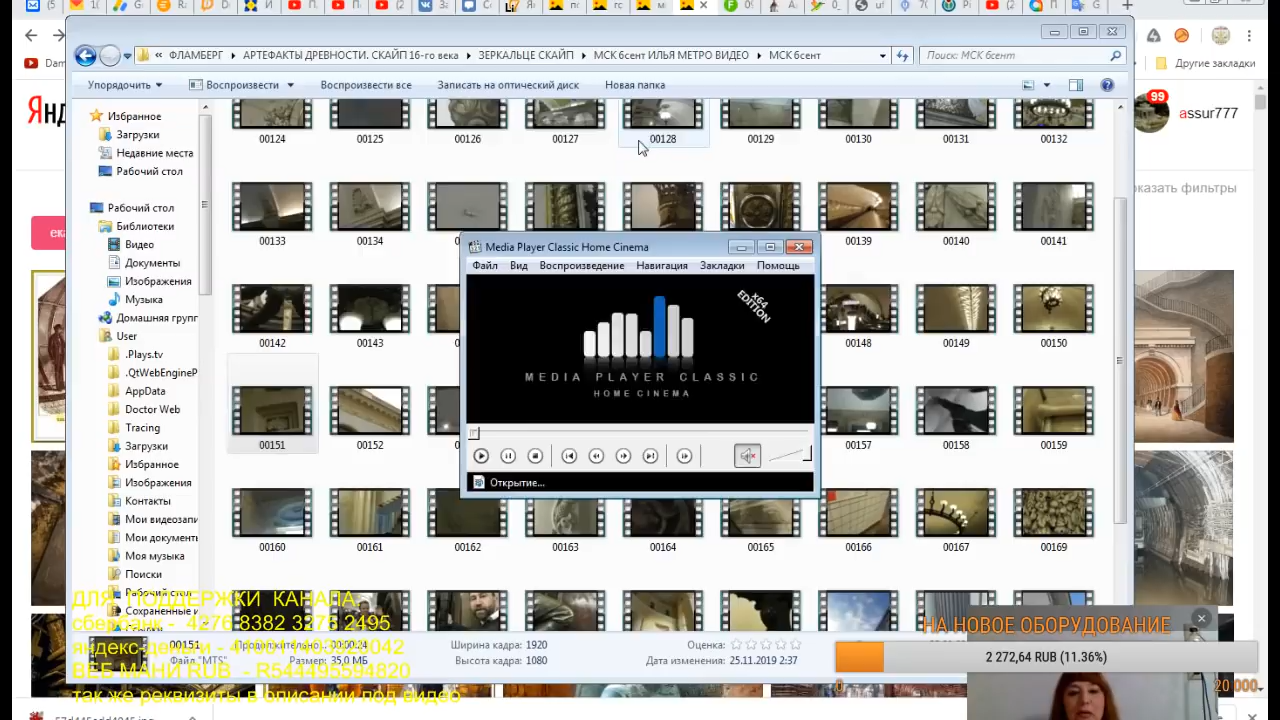 ФЛАМБЕРГ
АРТЕФАКТЫ ДРЕВНОСТИ. СКАЙП 16-го века
ЗЕРКАЛЬЦЕ СКАЙП
МСК 6сент ИЛЬЯ МЕТРО ВИДЕО
МСК 6сент
Поиск: МСК 6сент
Другие закладки
Упорядочить
Воспроизвести
Воспроизвести все
Записать на оптический диск
Новая папка
99
assur777
Избранное
Загрузки
Недавние места
Рабочий стол
Рабочий стол
Библиотеки
Видео
Документы
Изображения
Музыка
Домашняя групп
User
.Plays.tv
.QtWebEngineP
AppData
Doctor Web
Tracing
Загрузки
Избранное
Изображения
Контакты
Мои видеозапи
Мои документы
Моя музыка
Поиски
00124 00125 00126 00127 00128 00129 00130 00131 00132
00133 00134 00139 00140 00141
00142 00143 00148 00149 00150
00151 00152 00157 00158 00159
00160 00161 00162 00163 00164 00165 00166 00167 00169
Media Player Classic Home Cinema
Файл Вид Воспроизведение Навигация Закладки Помощь
x64 EDITION
MEDIA PLAYER CLASSIC
HOME CINEMA
Открытие...
ДЛЯ ПОДДЕРЖКИ КАНАЛА
сбербанк - 4276 8382 3275 2495
ВЕБ МАНИ RUB - R544495594820
так же реквизиты в описании под видео
00151
Файл "MTS"
Размер: 35,0 МБ
Ширина кадра: 1920
Высота кадра: 1080
Оценка:
Дата изменения: 25.11.2019 2:37
НА НОВОЕ ОБОРУДОВАНИЕ
2 272,64 RUB (11.36%)
0
20 000